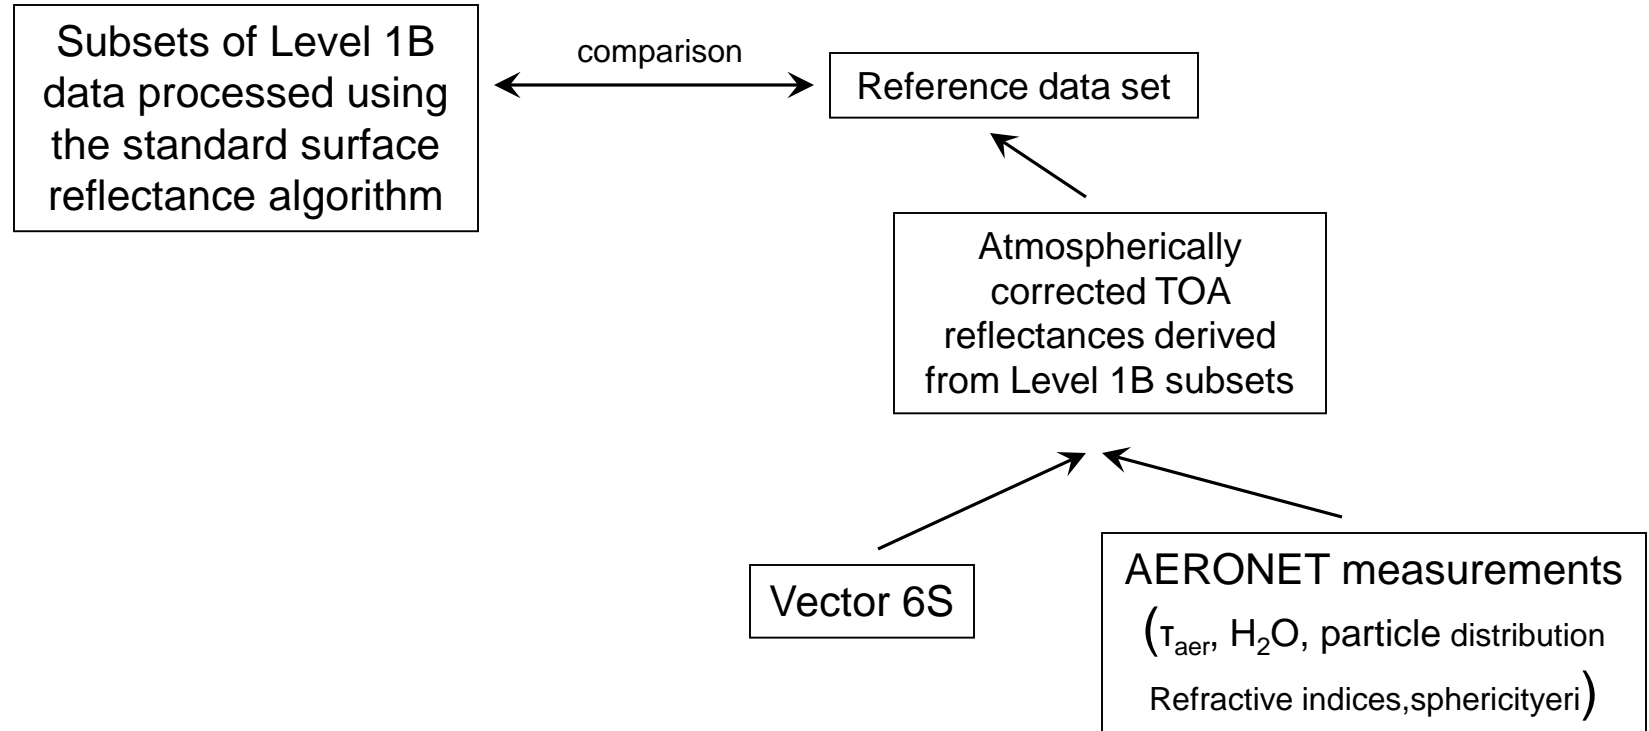 Subsets of Level 1B
data processed using
the standard surface
reflectance algorithm
comparison
Reference data set
Atmospherically
corrected TOA
reflectances derived
from Level 1B subsets
Vector 6S
AERONET measurements
(τaer, H2O, particle distribution
Refractive indices,sphericityeri)